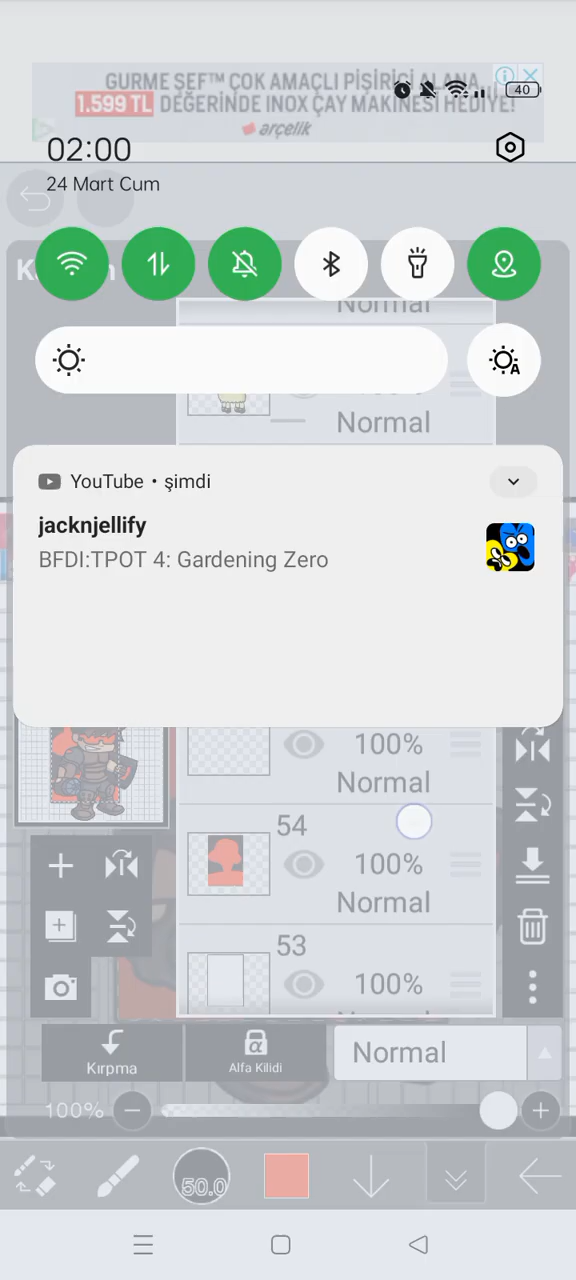 GURME ŞEF™ ÇOK AMAÇLI PİŞİRİCİ ALANA
1.599 TL DEĞERİNDE INOX ÇAY MAKİNESİ HEDİYE!
arçelik
40
02:00
24 Mart Cum
Normal
Normal
YouTube • şimdi
jacknjellify
BFDI:TPOT 4: Gardening Zero
100%
Normal
54
100%
Normal
53
100%
Kırpma
Alfa Kilidi
Normal
100%
50.0